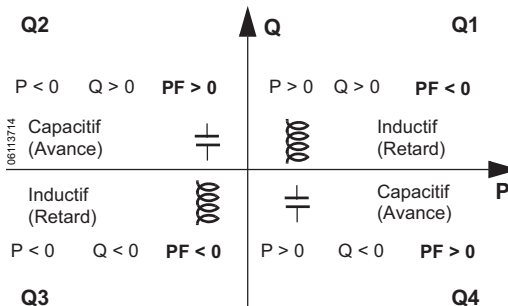 Q2 Q Q1
P < 0 Q > 0 PF > 0 P > 0 Q > 0 PF < 0
06113714
Capacitif Inductif
(Avance) (Retard)
P
Inductif Capacitif
(Retard) (Avance)
P < 0 Q < 0 PF < 0 P > 0 Q < 0 PF > 0
Q3 Q4